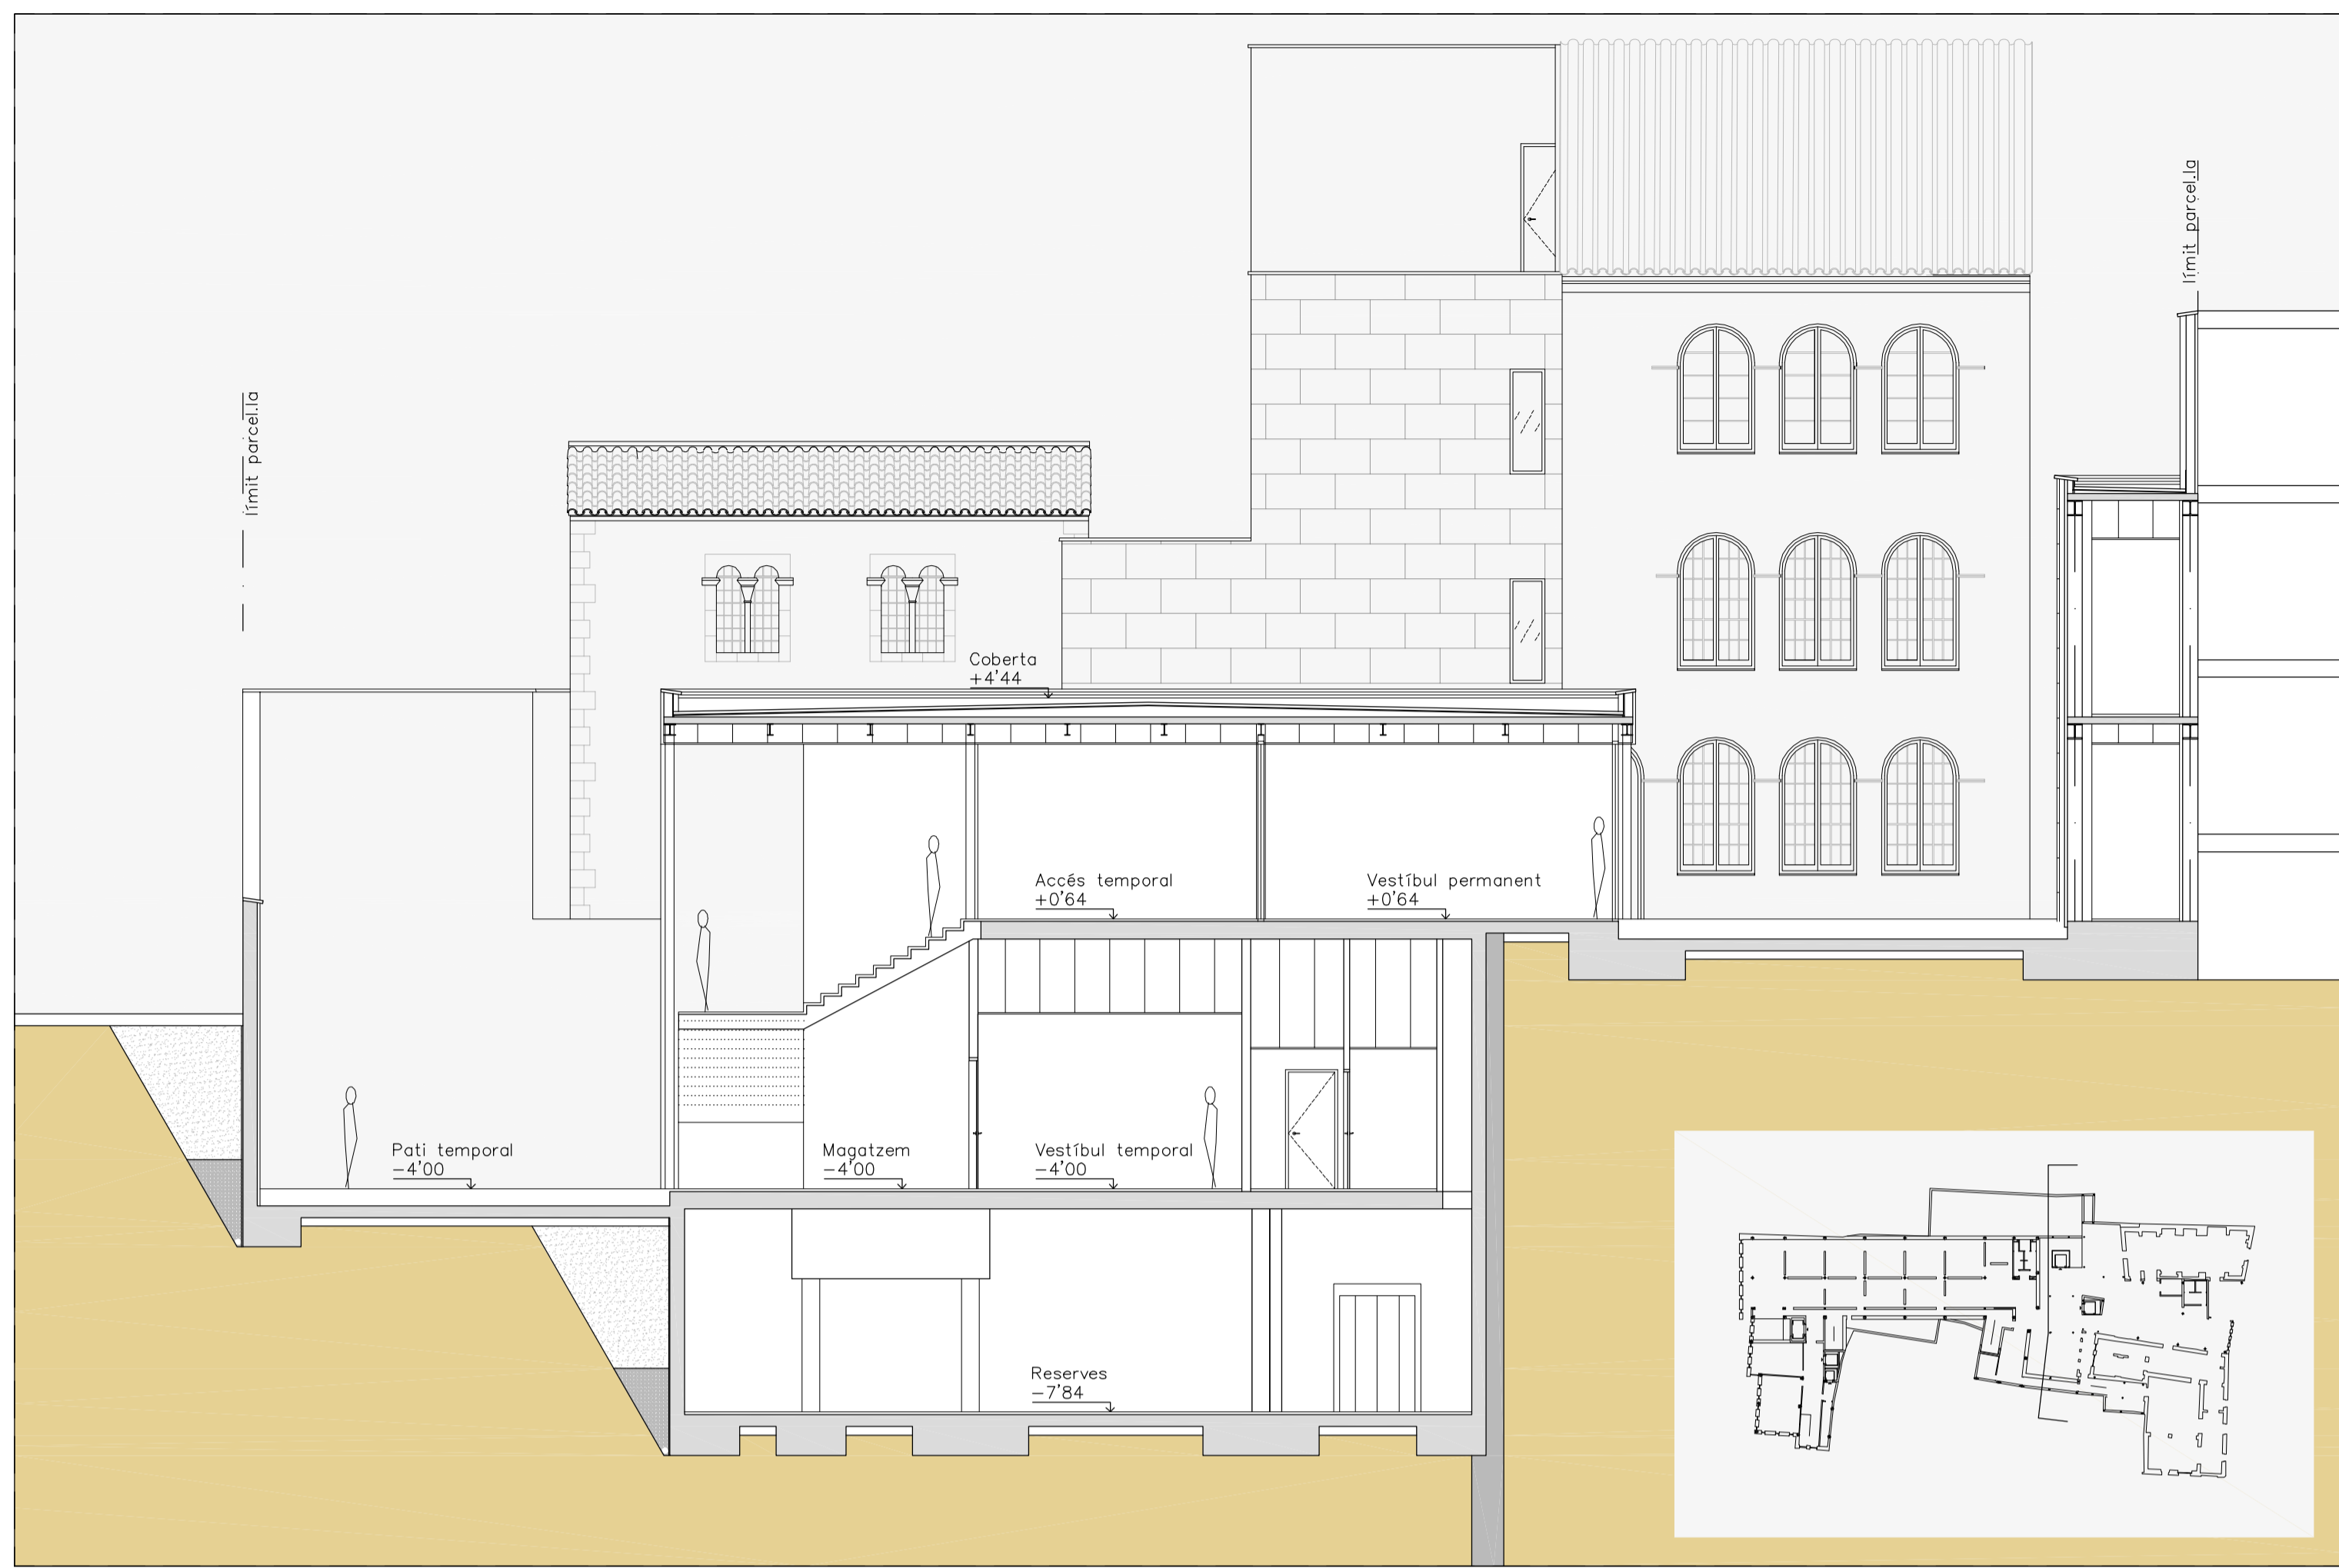 límit parcel.la
límit parcel.la
Coberta
+4'44
Accés temporal
+0'64
Vestíbul permanent
+0'64
Pati temporal
−4'00
Magatzem
−4'00
Vestíbul temporal
−4'00
Reserves
−7'84